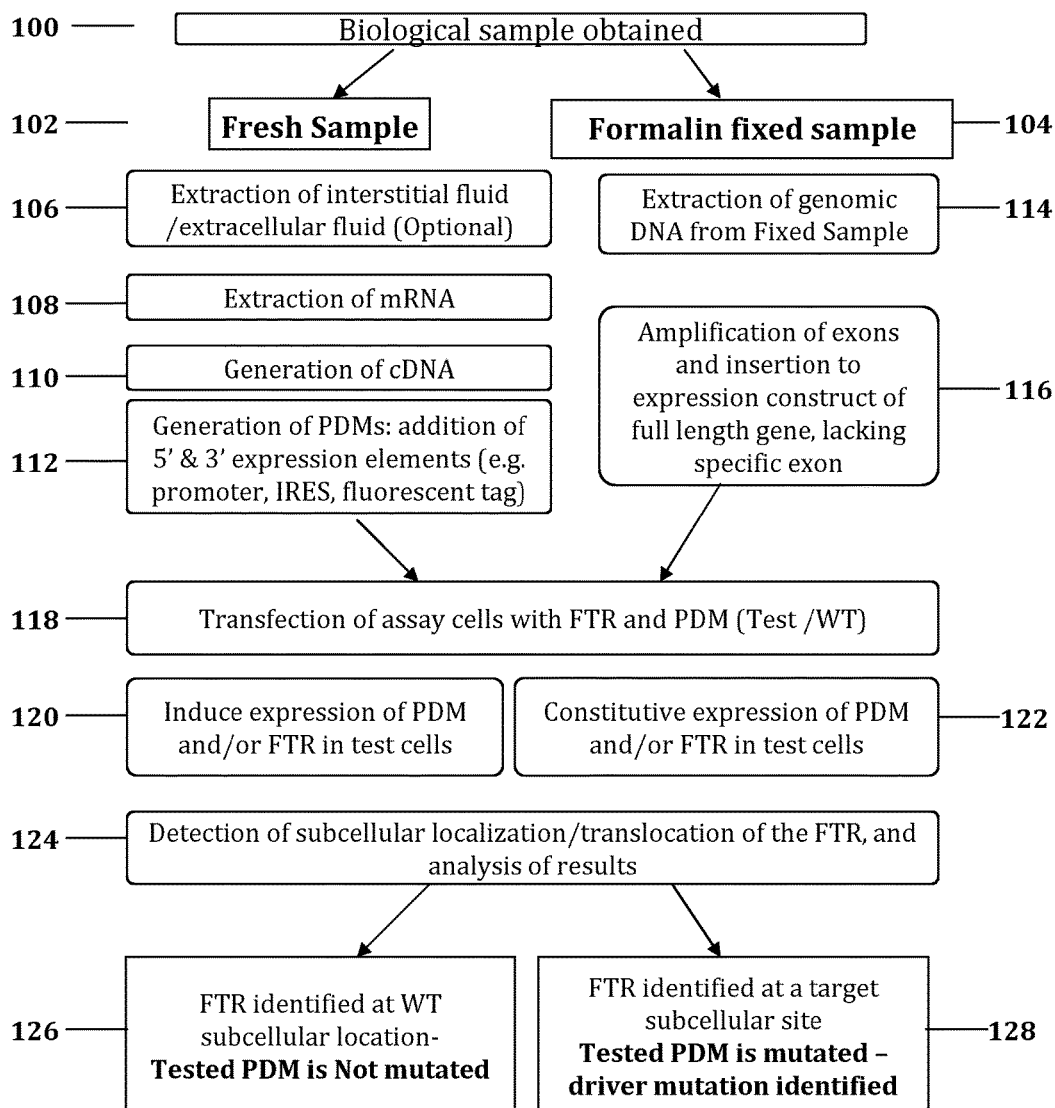 100
Biological sample obtained
102
Fresh Sample
Formalin fixed sample
104
106
Extraction of interstitial fluid
/extracellular fluid (Optional)
Extraction of genomic
DNA from Fixed Sample
114
108
Extraction of mRNA
110
Generation of cDNA
112
Generation of PDMs: addition of
5' & 3' expression elements (e.g.
promoter, IRES, fluorescent tag)
Amplification of exons
and insertion to
expression construct of
full length gene, lacking
specific exon
116
118
Transfection of assay cells with FTR and PDM (Test /WT)
120
Induce expression of PDM
and/or FTR in test cells
Constitutive expression of PDM
and/or FTR in test cells
122
124
Detection of subcellular localization/translocation of the FTR, and
analysis of results
126
FTR identified at WT
subcellular location-
Tested PDM is Not mutated
FTR identified at a target
subcellular site
Tested PDM is mutated –
driver mutation identified
128